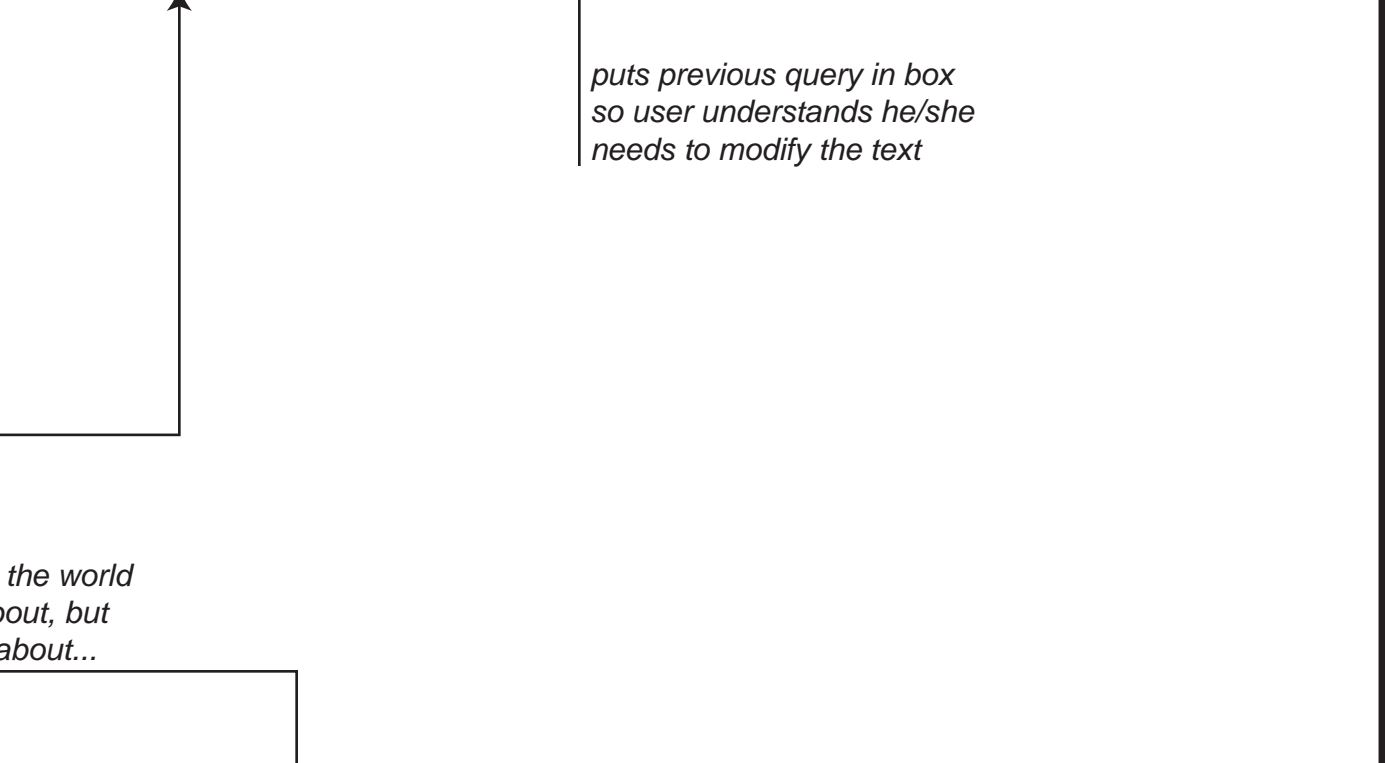 puts previous query in box
so user understands he/she
needs to modify the text
the world
but
about...